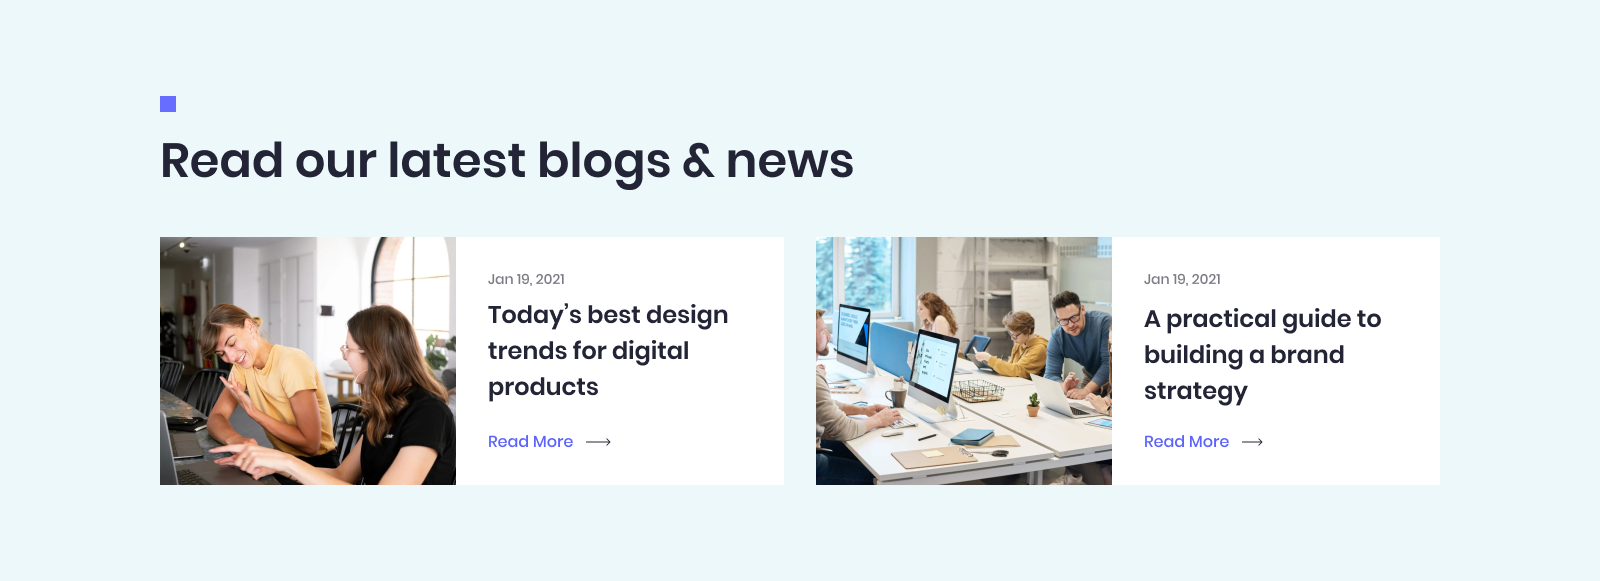 Read our latest blogs & news
Jan 19, 2021
Today’s best design
trends for digital
products
Read More
Jan 19, 2021
A practical guide to
building a brand
strategy
Read More